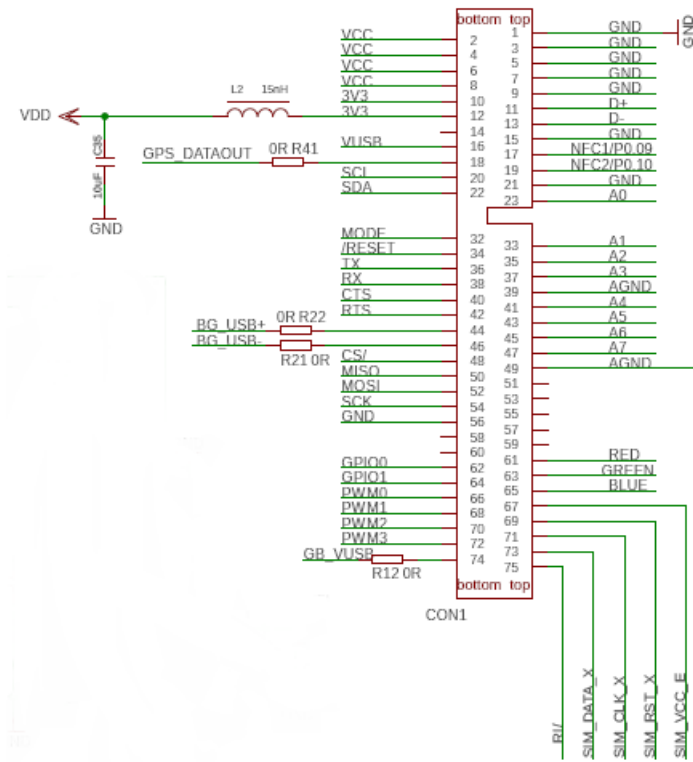 bottom top
VCC 2 1 GND
GND
VCC 4 3 GND
VCC 6 5 GND
VCC 8 7 GND
3V3 10 9 GND
L2 15nH
VDD 3V3 12 11 D+
14 13 D-
C35
10uF
GND
VUSB 16 15 GND
GPS_DATAOUT 0R R41 18 17 NFC1/P0.09
SCL 20 19 NFC2/P0.10
SDA 22 21 GND
23 A0
MODE 32 33 A1
/RESET 34 35 A2
TX 36 37 A3
RX 38 39 AGND
CTS 40 41 A4
RTS 42 43 A5
BG_USB+ 0R R22 44 45 A6
BG_USB- R21 0R 46 47 A7
CS/ 48 49 AGND
MISO 50 51
MOSI 52 53
SCK 54 55
GND 56 57
58 59
60 61 RED
GPIO0 62 63 GREEN
GPIO1 64 65 BLUE
PWM0 66 67
PWM1 68 69
PWM2 70 71
PWM3 72 73
GB_VUSB R12 0R 74 75
bottom top
CON1
RI/
SIM_DATA_X
SIM_CLK_X
SIM_RST_X
SIM_VCC_E